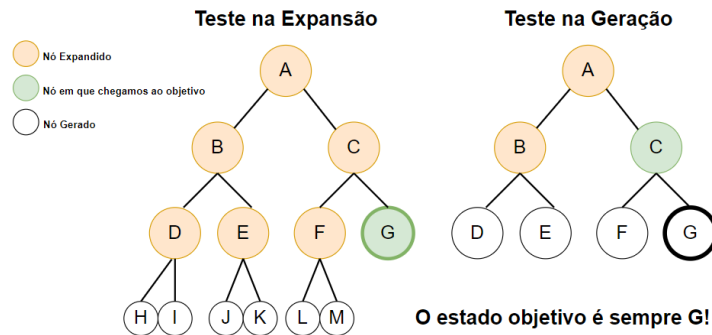 Teste na Expansão
Teste na Geração
Nó Expandido
Nó em que chegamos ao objetivo
Nó Gerado
A
B
C
D
E
F
G
H
I
J
K
L
M
A
B
C
D
E
F
G
O estado objetivo é sempre G!